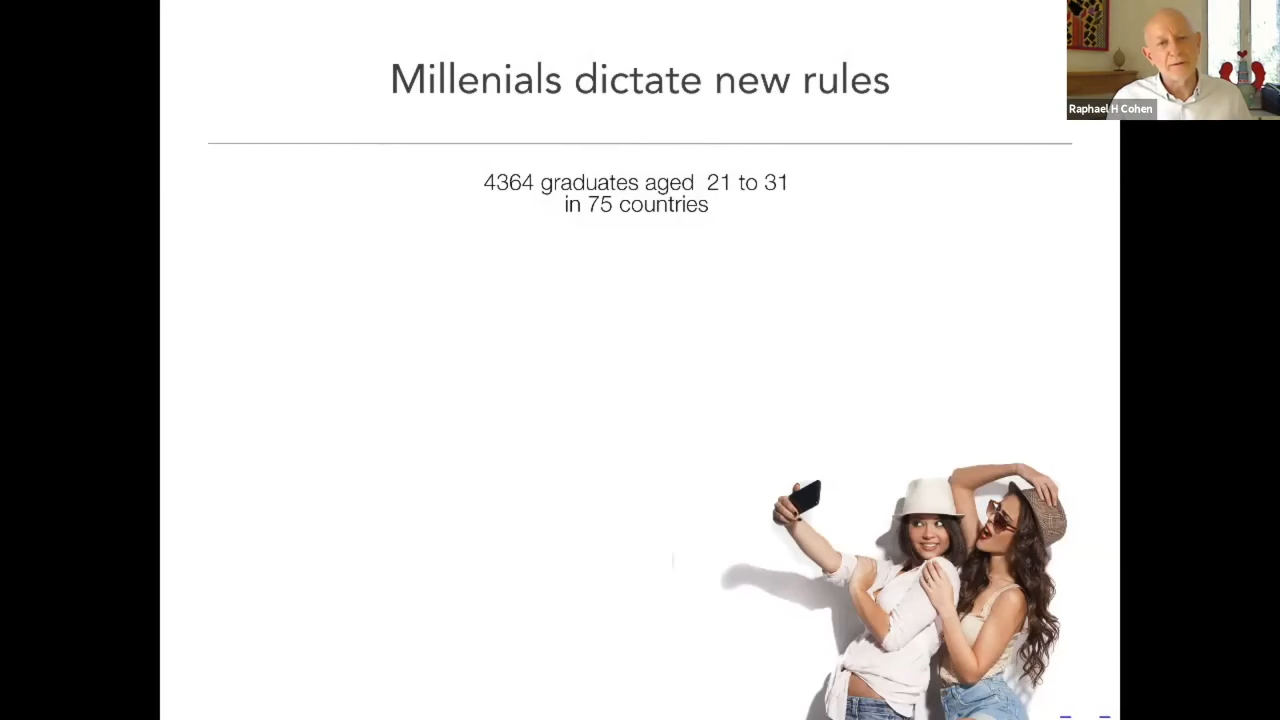 Millenials dictate new rules
Raphael H Cohen
4364 graduates aged 21 to 31
in 75 countries